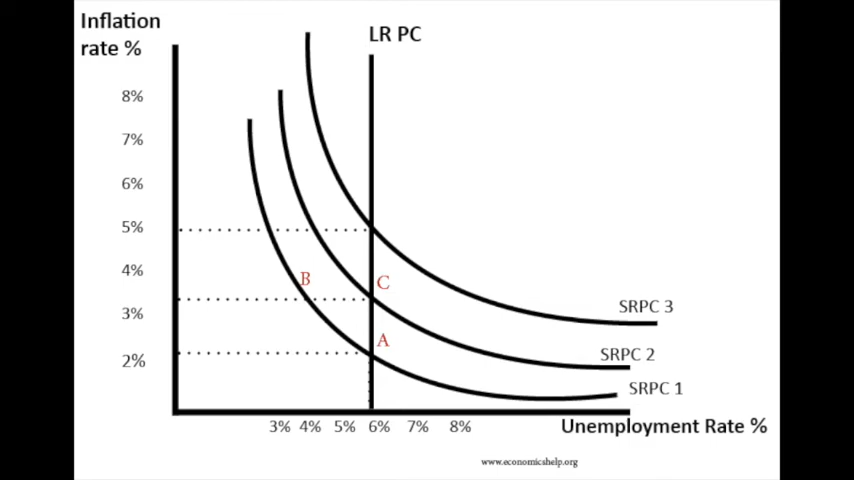 Inflation
rate %
LR PC
8%
7%
6%
5%
4%
3%
2%
B
C
A
SRPC 3
SRPC 2
SRPC 1
3% 4% 5% 6% 7% 8%
Unemployment Rate %
www.economicshelp.org